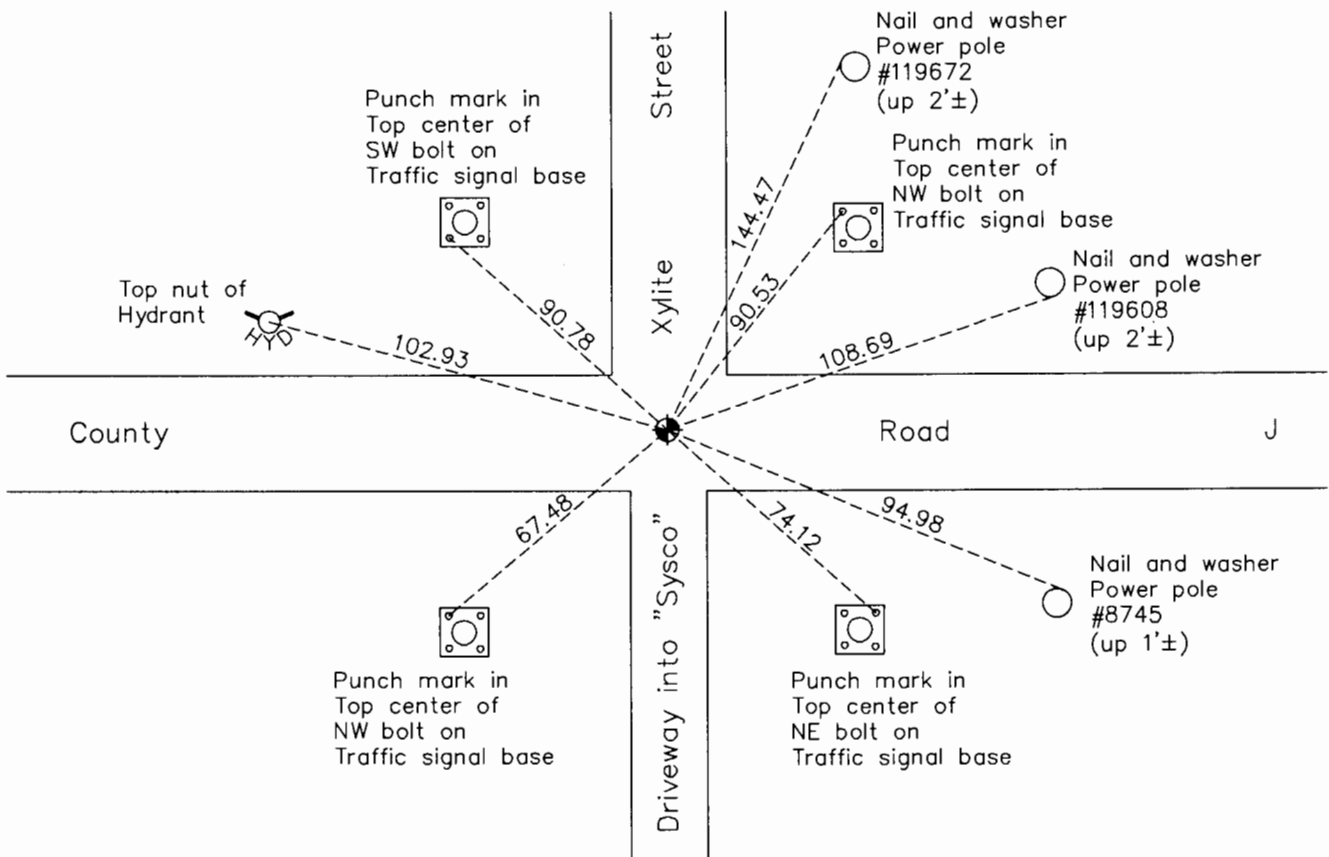 Nail and washer
Power pole
#119672
(up 2'±)
Street
Punch mark in
Top center of
SW bolt on
Traffic signal base
Punch mark in
Top center of
NW bolt on
Traffic signal base
144.47
90.53
Xylite
90.78
Top nut of
Hydrant
HYD
102.93
Nail and washer
Power pole
#119608
(up 2'±)
108.69
County
Road
J
67.48
74.12
94.98
Driveway into "Sysco"
Nail and washer
Power pole
#8745
(up 1'±)
Punch mark in
Top center of
NW bolt on
Traffic signal base
Punch mark in
Top center of
NE bolt on
Traffic signal base